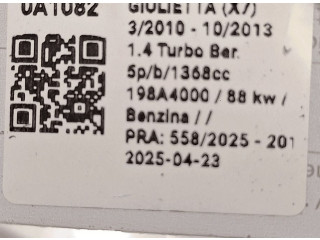 0A1082
GIULIETTA (X7)
3/2010 - 10/2013
1.4 Turbo Ber.
5p/b/1368cc
198A4000 / 88 kw /
Benzina / /
PRA: 558/2025 - 201
2025-04-23